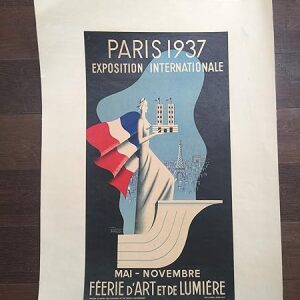 PARIS 1937
EXPOSITION INTERNATIONALE
MAI - NOVEMBRE
FÉERIE D'ART ET DE LUMIÈRE